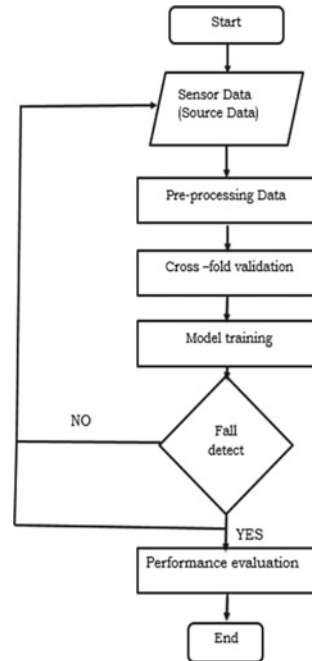 Start
Sensor Data
(Source Data)
Pre-processing Data
Cross –fold validation
Model training
Fall
detect
NO
YES
Performance evaluation
End